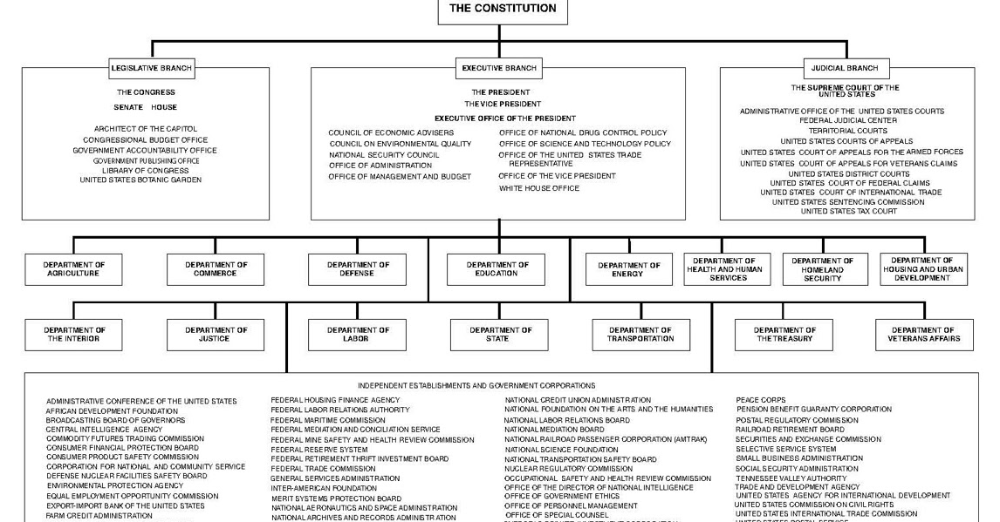 THE CONSTITUTION
LEGISLATIVE BRANCH
THE CONGRESS
SENATE HOUSE
ARCHITECT OF THE CAPITOL
CONGRESSIONAL BUDGET OFFICE
GOVERNMENT ACCOUNTABILITY OFFICE
GOVERNMENT PUBLISHING OFFICE
LIBRARY OF CONGRESS
UNITED STATES BOTANIC GARDEN
EXECUTIVE BRANCH
THE PRESIDENT
THE VICE PRESIDENT
EXECUTIVE OFFICE OF THE PRESIDENT
COUNCIL OF ECONOMIC ADVISERS
COUNCIL ON ENVIRONMENTAL QUALITY
NATIONAL SECURITY COUNCIL
OFFICE OF ADMINISTRATION
OFFICE OF MANAGEMENT AND BUDGET
OFFICE OF NATIONAL DRUG CONTROL POLICY
OFFICE OF SCIENCE AND TECHNOLOGY POLICY
OFFICE OF THE UNITED STATES TRADE
REPRESENTATIVE
OFFICE OF THE VICE PRESIDENT
WHITE HOUSE OFFICE
JUDICIAL BRANCH
THE SUPREME COURT OF THE
UNITED STATES
ADMINISTRATIVE OFFICE OF THE UNITED STATES COURTS
FEDERAL JUDICIAL CENTER
TERRITORIAL COURTS
UNITED STATES COURTS OF APPEALS
UNITED STATES COURT OF APPEALS FOR THE ARMED FORCES
UNITED STATES COURT OF APPEALS FOR VETERANS CLAIMS
UNITED STATES DISTRICT COURTS
UNITED STATES COURT OF FEDERAL CLAIMS
UNITED STATES COURT OF INTERNATIONAL TRADE
UNITED STATES SENTENCING COMMISSION
UNITED STATES TAX COURT
DEPARTMENT OF
AGRICULTURE
DEPARTMENT OF
COMMERCE
DEPARTMENT OF
DEFENSE
DEPARTMENT OF
EDUCATION
DEPARTMENT OF
ENERGY
DEPARTMENT OF
HEALTH AND HUMAN
SERVICES
DEPARTMENT OF
HOMELAND
SECURITY
DEPARTMENT OF
HOUSING AND URBAN
DEVELOPMENT
DEPARTMENT OF
THE INTERIOR
DEPARTMENT OF
JUSTICE
DEPARTMENT OF
LABOR
DEPARTMENT OF
STATE
DEPARTMENT OF
TRANSPORTATION
DEPARTMENT OF
THE TREASURY
DEPARTMENT OF
VETERANS AFFAIRS
INDEPENDENT ESTABLISHMENTS AND GOVERNMENT CORPORATIONS
ADMINISTRATIVE CONFERENCE OF THE UNITED STATES
AFRICAN DEVELOPMENT FOUNDATION
BROADCASTING BOARD OF GOVERNORS
CENTRAL INTELLIGENCE AGENCY
COMMODITY FUTURES TRADING COMMISSION
CONSUMER FINANCIAL PROTECTION BOARD
CONSUMER PRODUCT SAFETY COMMISSION
CORPORATION FOR NATIONAL AND COMMUNITY SERVICE
DEFENSE NUCLEAR FACILITIES SAFETY BOARD
ENVIRONMENTAL PROTECTION AGENCY
EQUAL EMPLOYMENT OPPORTUNITY COMMISSION
EXPORT-IMPORT BANK OF THE UNITED STATES
FARM CREDIT ADMINISTRATION
FEDERAL HOUSING FINANCE AGENCY
FEDERAL LABOR RELATIONS AUTHORITY
FEDERAL MARITIME COMMISSION
FEDERAL MEDIATION AND CONCILIATION SERVICE
FEDERAL MINE SAFETY AND HEALTH REVIEW COMMISSION
FEDERAL RESERVE SYSTEM
FEDERAL RETIREMENT THRIFT INVESTMENT BOARD
FEDERAL TRADE COMMISSION
GENERAL SERVICES ADMINISTRATION
INTER-AMERICAN FOUNDATION
MERIT SYSTEMS PROTECTION BOARD
NATIONAL AERONAUTICS AND SPACE ADMINISTRATION
NATIONAL ARCHIVES AND RECORDS ADMINISTRATION
NATIONAL CREDIT UNION ADMINISTRATION
NATIONAL FOUNDATION ON THE ARTS AND THE HUMANITIES
NATIONAL LABOR RELATIONS BOARD
NATIONAL MEDIATION BOARD
NATIONAL RAILROAD PASSENGER CORPORATION (AMTRAK)
NATIONAL SCIENCE FOUNDATION
NATIONAL TRANSPORTATION SAFETY BOARD
NUCLEAR REGULATORY COMMISSION
OCCUPATIONAL SAFETY AND HEALTH REVIEW COMMISSION
OFFICE OF THE DIRECTOR OF NATIONAL INTELLIGENCE
OFFICE OF GOVERNMENT ETHICS
OFFICE OF PERSONNEL MANAGEMENT
OFFICE OF SPECIAL COUNSEL
PEACE CORPS
PENSION BENEFIT GUARANTY CORPORATION
POSTAL REGULATORY COMMISSION
RAILROAD RETIREMENT BOARD
SECURITIES AND EXCHANGE COMMISSION
SELECTIVE SERVICE SYSTEM
SMALL BUSINESS ADMINISTRATION
SOCIAL SECURITY ADMINISTRATION
TENNESSEE VALLEY AUTHORITY
TRADE AND DEVELOPMENT AGENCY
UNITED STATES AGENCY FOR INTERNATIONAL DEVELOPMENT
UNITED STATES COMMISSION ON CIVIL RIGHTS
UNITED STATES INTERNATIONAL TRADE COMMISSION